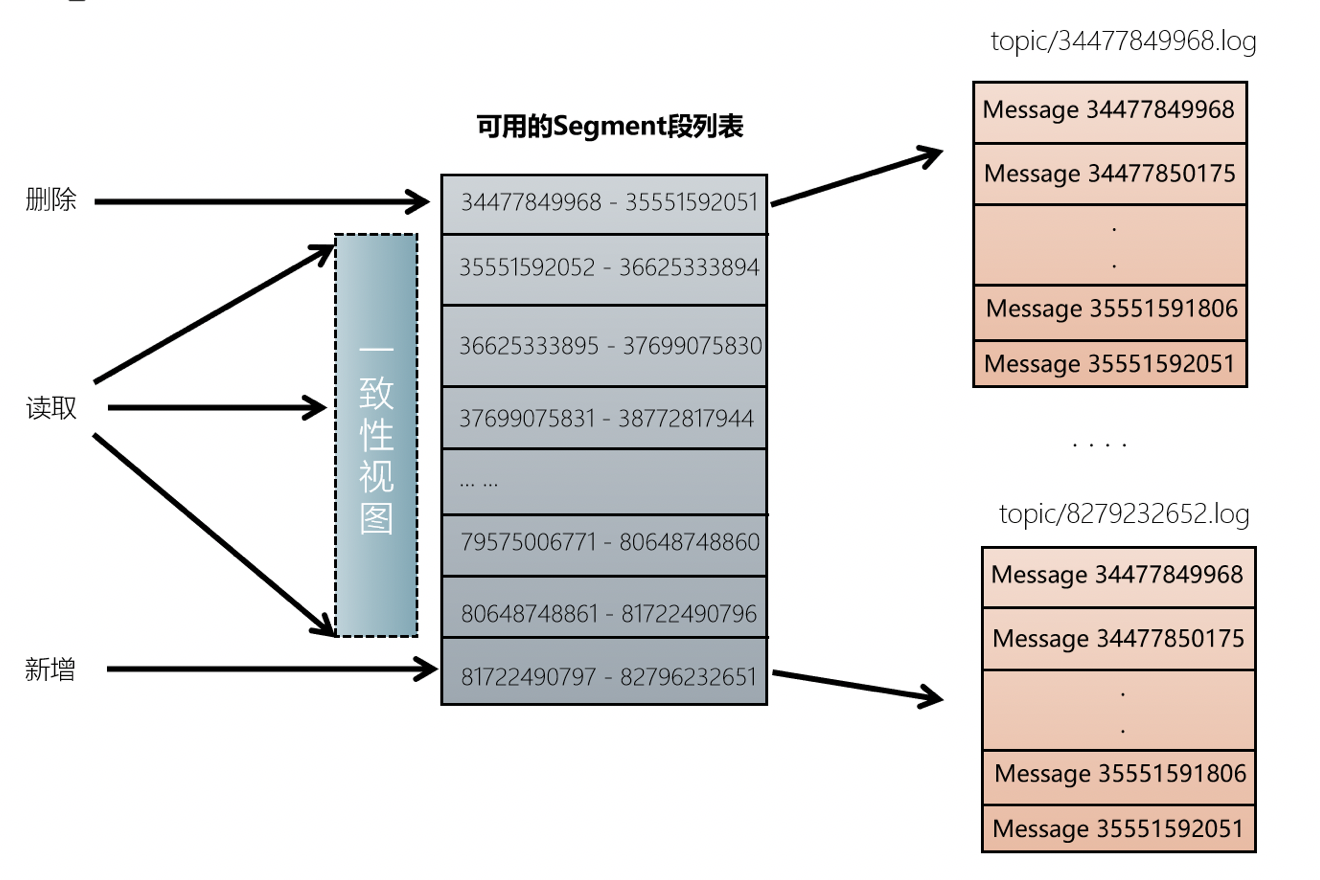 topic/34477849968.log
Message 34477849968
Message 34477850175
.
.
Message 35551591806
Message 35551592051
可用的Segment段列表
删除
34477849968 - 35551592051
35551592052 - 36625333894
36625333895 - 37699075830
37699075831 - 38772817944
... ...
79575006771 - 80648748860
80648748861 - 81722490796
81722490797 - 82796232651
读取
一致性视图
新增
. . . .
topic/8279232652.log
Message 34477849968
Message 34477850175
.
.
Message 35551591806
Message 35551592051